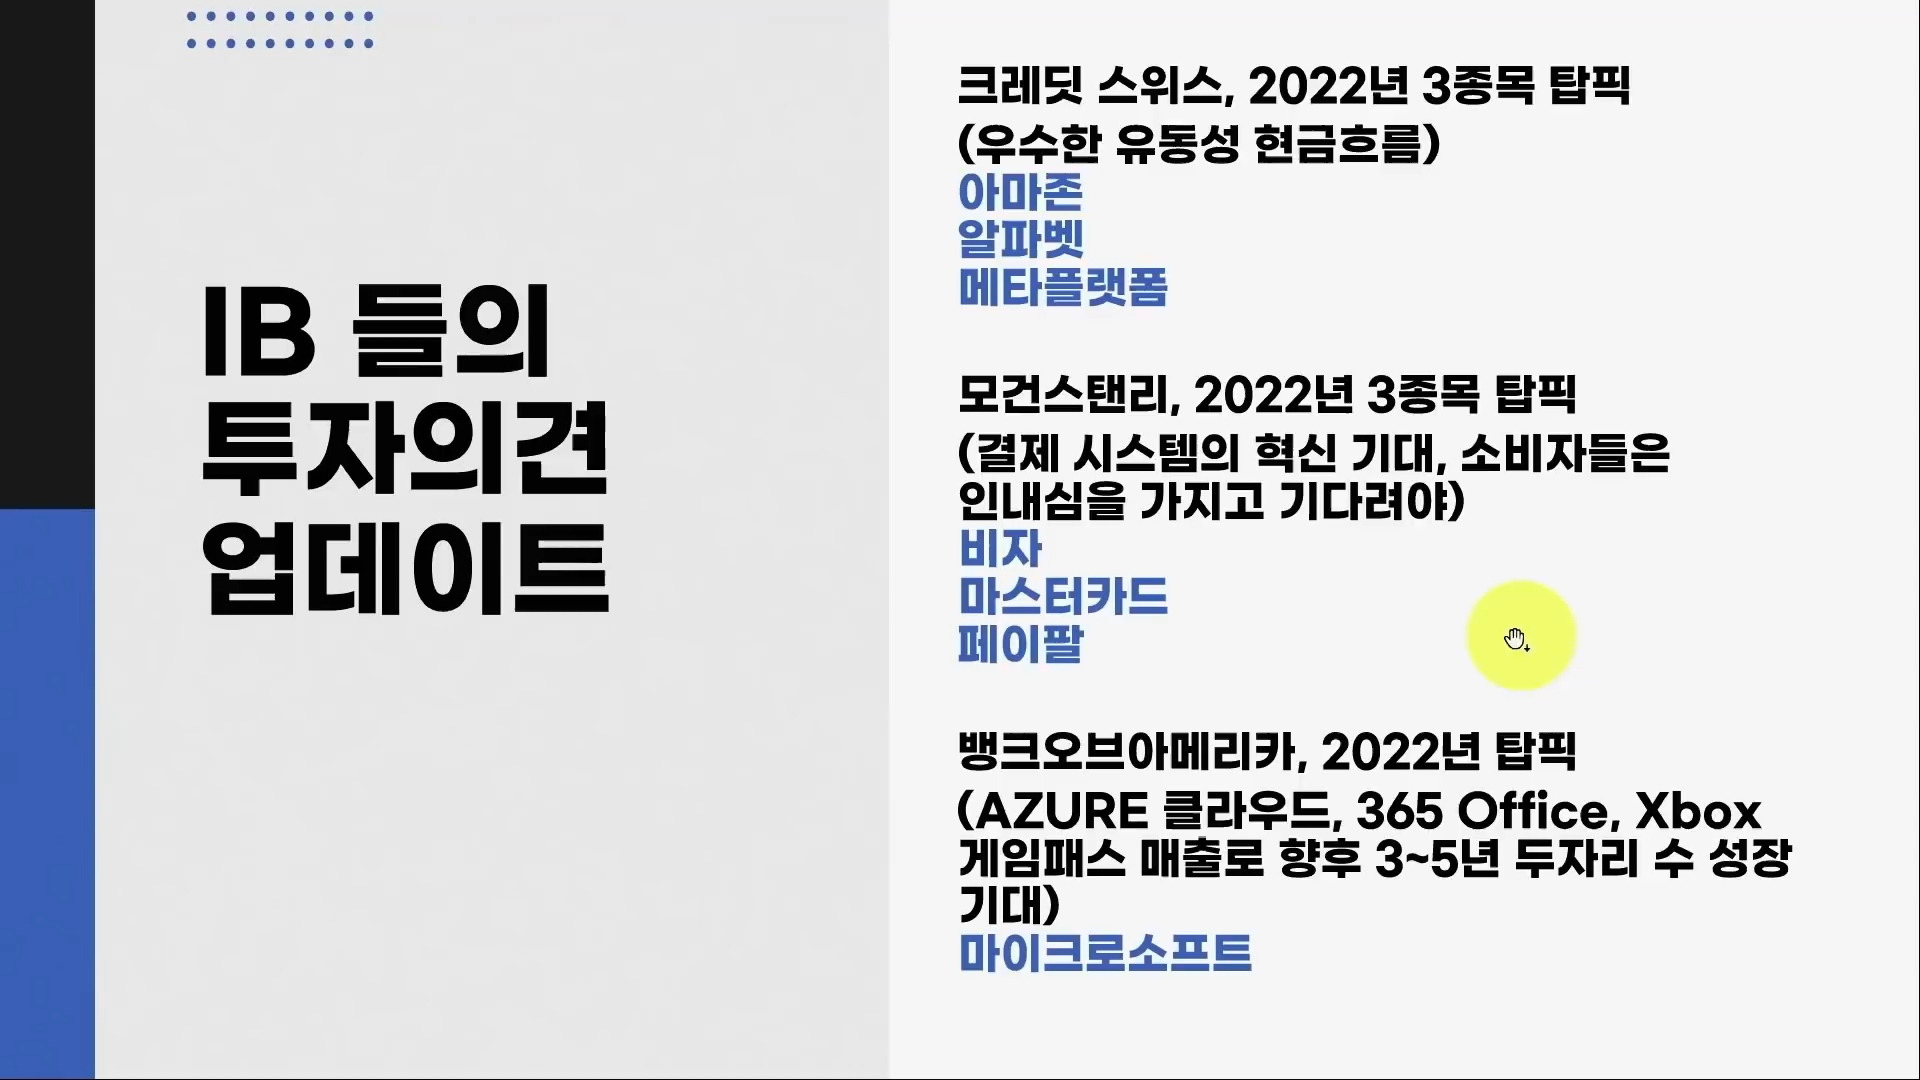 IB 들의
투자의견
업데이트
크레딧 스위스, 2022년 3종목 탑픽
(우수한 유동성 현금흐름)
아마존
알파벳
메타플랫폼
모건스탠리, 2022년 3종목 탑픽
(결제 시스템의 혁신 기대, 소비자들은
인내심을 가지고 기다려야)
비자
마스터카드
페이팔
뱅크오브아메리카, 2022년 탑픽
(AZURE 클라우드, 365 Office, Xbox
게임패스 매출로 향후 3~5년 두자리 수 성장
기대)
마이크로소프트